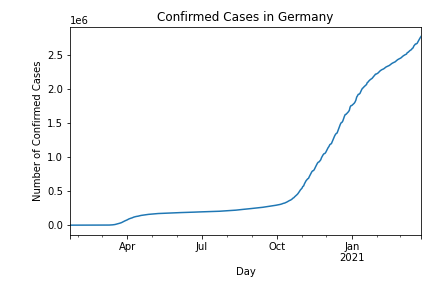 Confirmed Cases in Germany
1e6
2.5
2.0
1.5
1.0
0.5
0.0
Number of Confirmed Cases
Apr
Jul
Oct
Jan
2021
Day